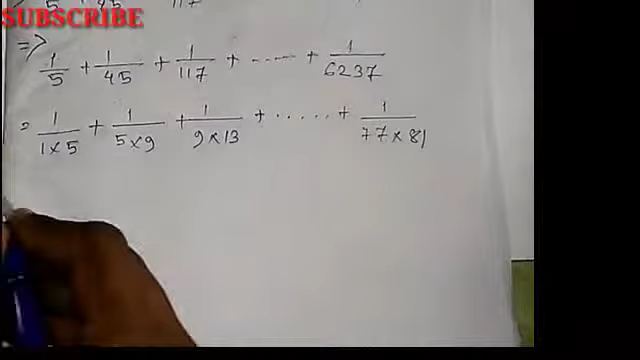 SUBSCRIBE
=> 1/5 + 1/45 + 1/117 + ..... + 1/6237
= 1/1×5 + 1/5×9 + 1/9×13 + ..... + 1/77×81